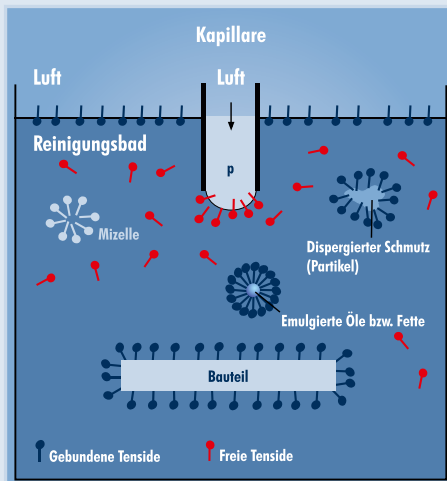 Kapillare
Luft
Luft
Reinigungsbad
p
Mizelle
Dispergierter Schmutz
(Partikel)
Emulgierte Öle bzw. Fette
Bauteil
Gebundene Tenside
Freie Tenside